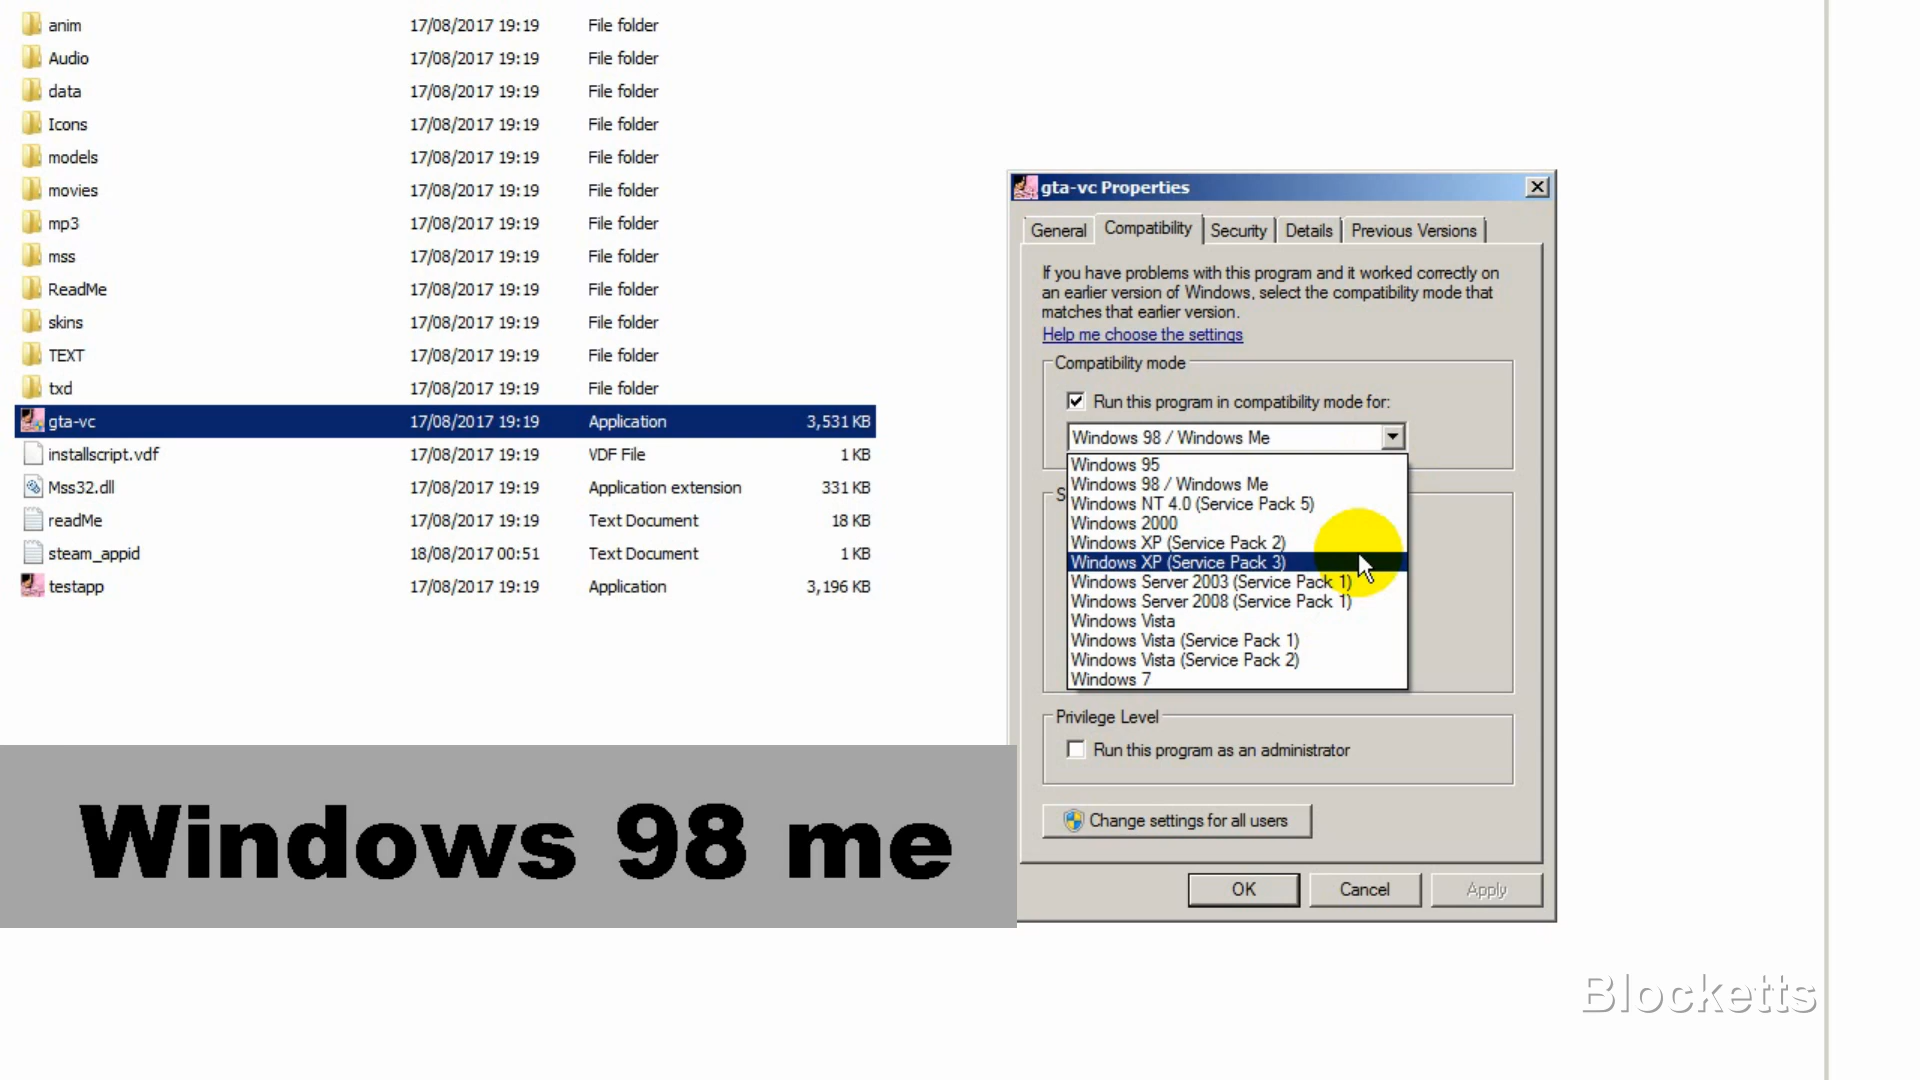 anim 17/08/2017 19:19 File folder
Audio 17/08/2017 19:19 File folder
data 17/08/2017 19:19 File folder
Icons 17/08/2017 19:19 File folder
models 17/08/2017 19:19 File folder
movies 17/08/2017 19:19 File folder
mp3 17/08/2017 19:19 File folder
mss 17/08/2017 19:19 File folder
ReadMe 17/08/2017 19:19 File folder
skins 17/08/2017 19:19 File folder
TEXT 17/08/2017 19:19 File folder
txd 17/08/2017 19:19 File folder
gta-vc 17/08/2017 19:19 Application 3,531 KB
installscript.vdf 17/08/2017 19:19 VDF File 1 KB
Mss32.dll 17/08/2017 19:19 Application extension 331 KB
readMe 17/08/2017 19:19 Text Document 18 KB
steam_appid 18/08/2017 00:51 Text Document 1 KB
testapp 17/08/2017 19:19 Application 3,196 KB
gta-vc Properties
General Compatibility Security Details Previous Versions
If you have problems with this program and it worked correctly on
an earlier version of Windows, select the compatibility mode that
matches that earlier version.
Help me choose the settings
Compatibility mode
Run this program in compatibility mode for:
Windows 98 / Windows Me
Windows 95
Windows 98 / Windows Me
Windows NT 4.0 (Service Pack 5)
Windows 2000
Windows XP (Service Pack 2)
Windows XP (Service Pack 3)
Windows Server 2003 (Service Pack 1)
Windows Server 2008 (Service Pack 1)
Windows Vista
Windows Vista (Service Pack 1)
Windows Vista (Service Pack 2)
Windows 7
Privilege Level
Run this program as an administrator
Change settings for all users
OK Cancel Apply
Windows 98 me
Blocketts